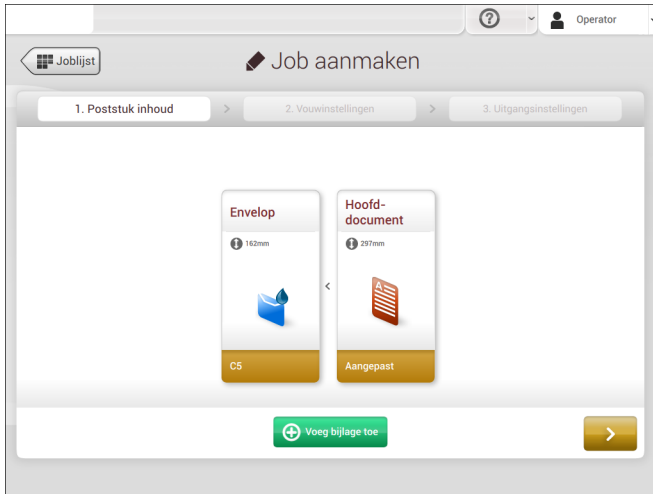 Operator
Joblijst
Job aanmaken
1. Poststuk inhoud > 2. Vouwinstellingen > 3. Uitgangsinstellingen
Envelop
162mm
C5
Hoofd-
document
297mm
A
Aangepast
Voeg bijlage toe